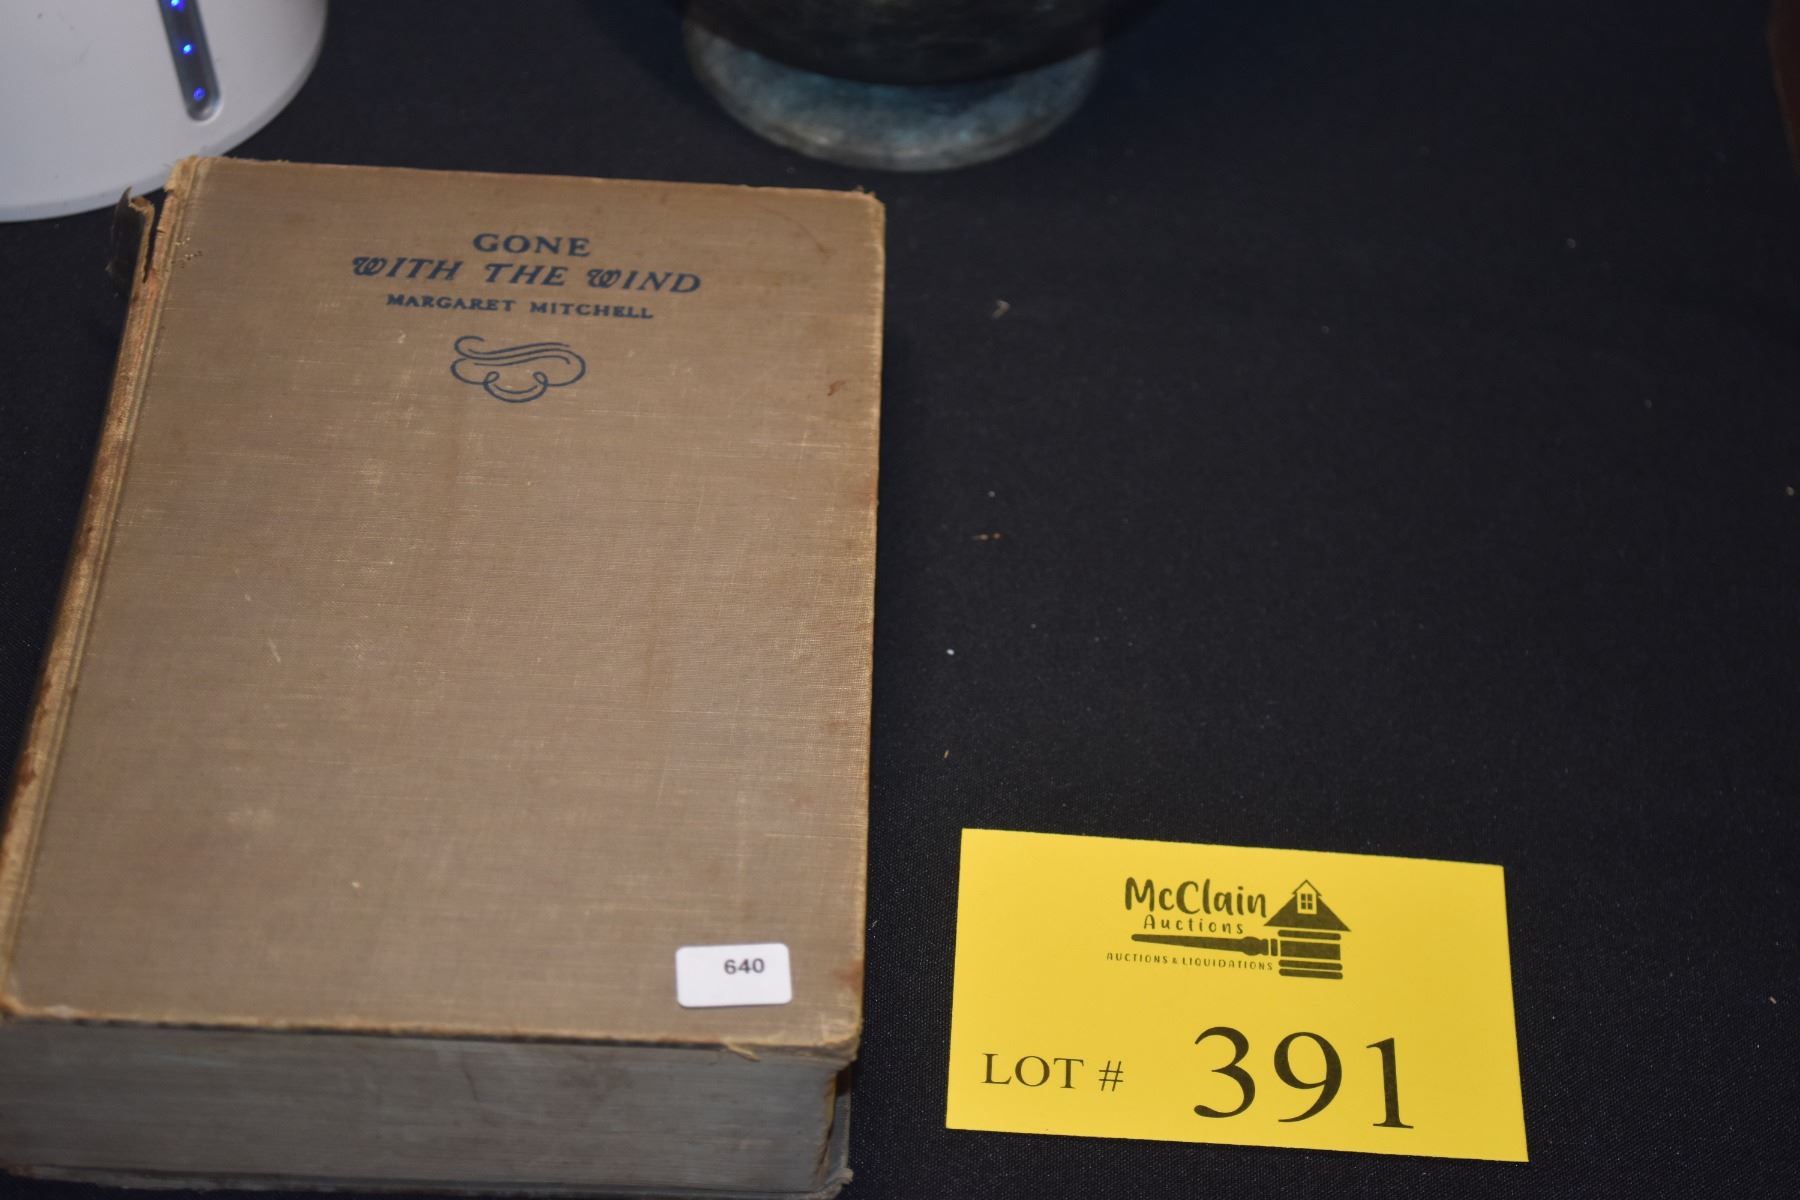 GONE
WITH THE WIND
MARGARET MITCHELL
640
McClain
Auctions
AUCTIONS & LIQUIDATIONS
LOT # 391